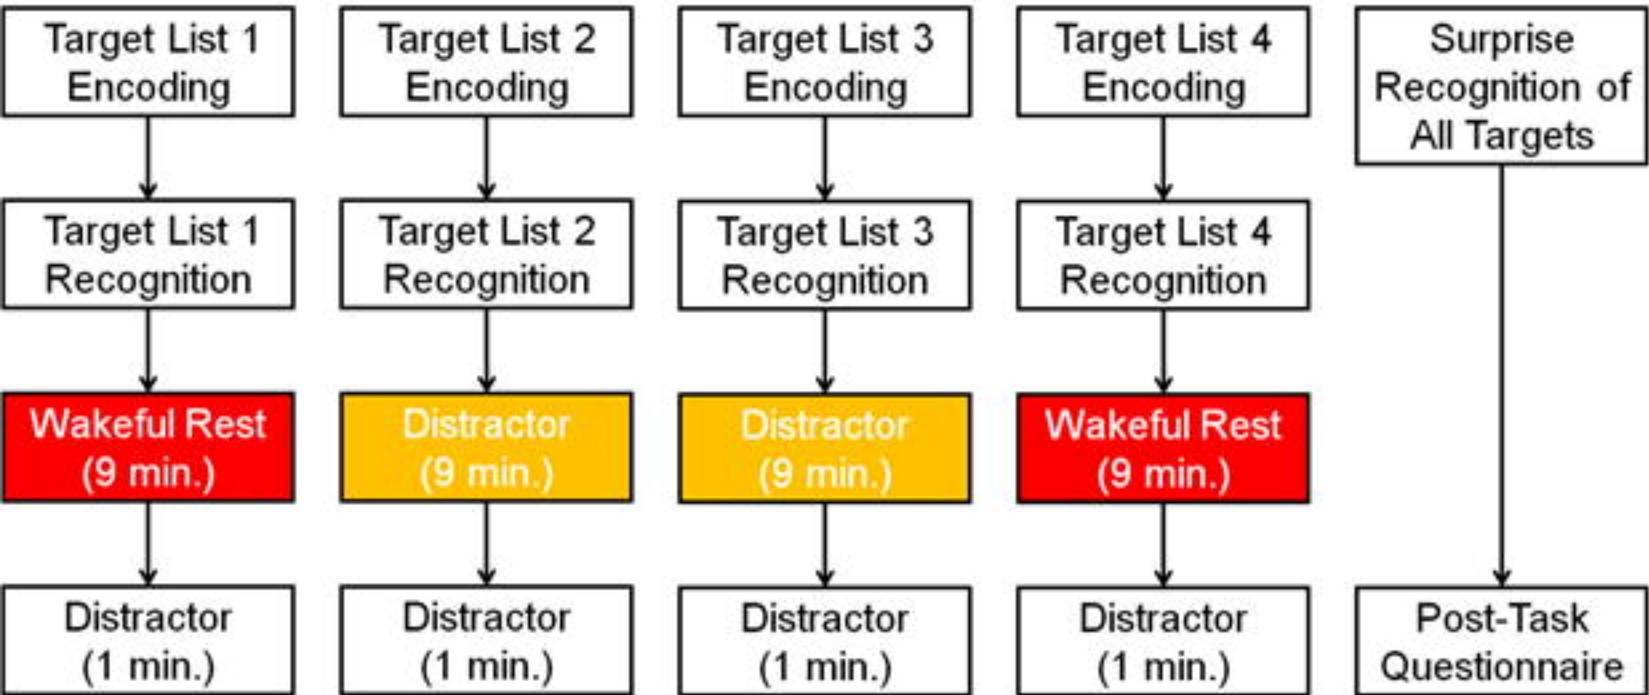 Target List 1
Encoding
Target List 1
Recognition
Wakeful Rest
(9 min.)
Distractor
(1 min.)
Target List 2
Encoding
Target List 2
Recognition
Distractor
(9 min.)
Distractor
(1 min.)
Target List 3
Encoding
Target List 3
Recognition
Distractor
(9 min.)
Distractor
(1 min.)
Target List 4
Encoding
Target List 4
Recognition
Wakeful Rest
(9 min.)
Distractor
(1 min.)
Surprise
Recognition of
All Targets
Post-Task
Questionnaire